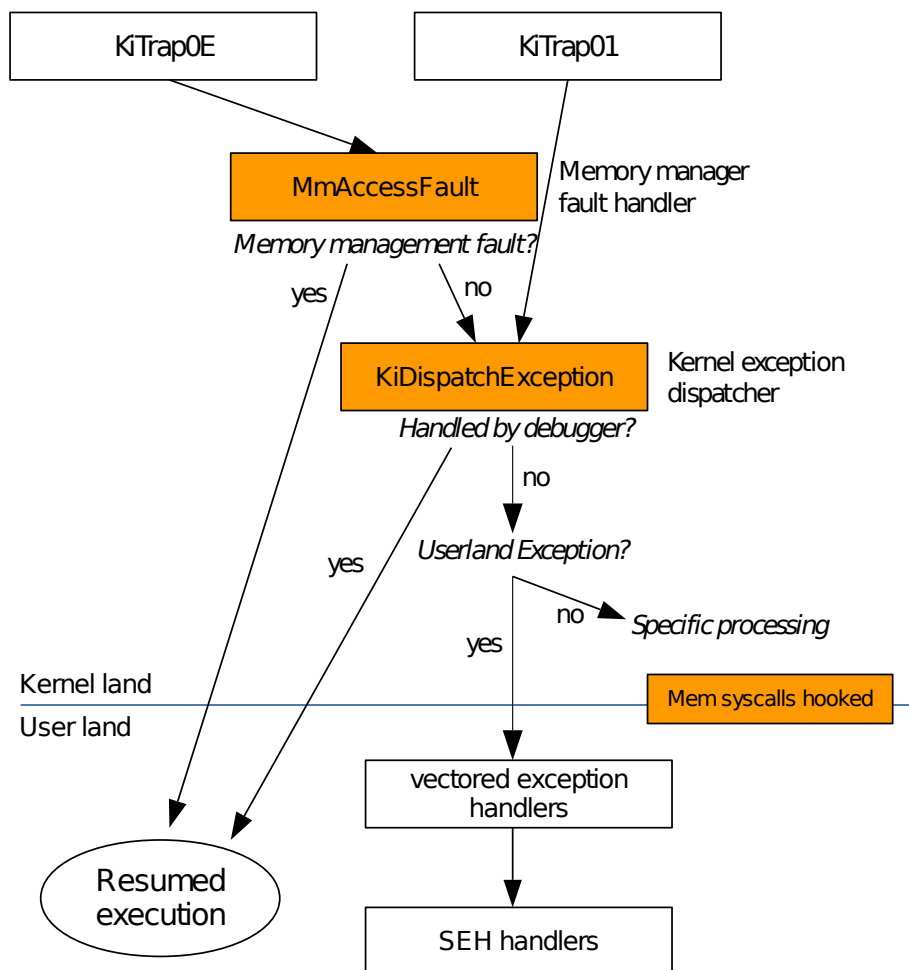 KiTrap0E
KiTrap01
MmAccessFault
Memory manager
fault handler
Memory management fault?
yes
no
KiDispatchException
Kernel exception
dispatcher
Handled by debugger?
no
yes
Userland Exception?
no
Specific processing
yes
Kernel land
Mem syscalls hooked
User land
vectored exception
handlers
Resumed
execution
SEH handlers